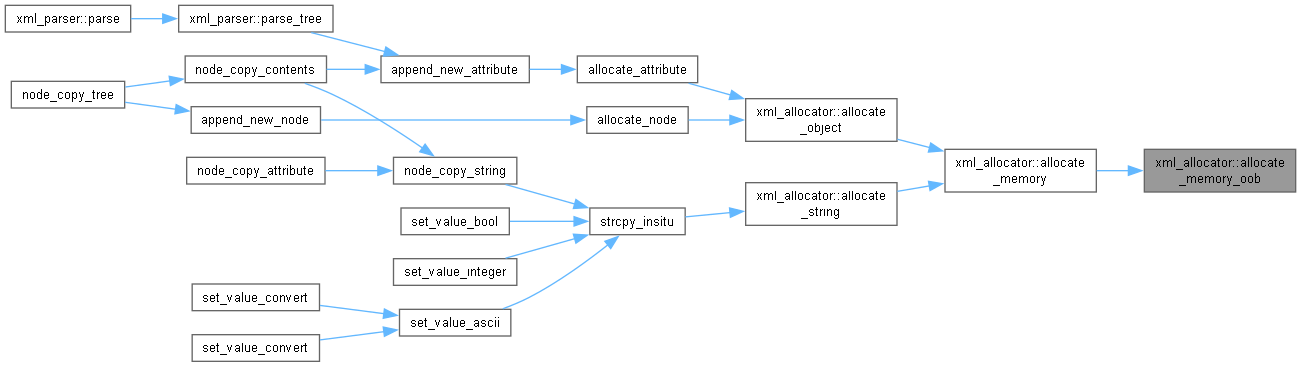 xml_parser::parse
xml_parser::parse_tree
node_copy_contents
append_new_attribute
allocate_attribute
node_copy_tree
append_new_node
allocate_node
xml_allocator::allocate
_object
node_copy_attribute
node_copy_string
xml_allocator::allocate
_memory
xml_allocator::allocate
_memory_oob
xml_allocator::allocate
_string
set_value_bool
strcpy_insitu
set_value_integer
set_value_convert
set_value_ascii
set_value_convert